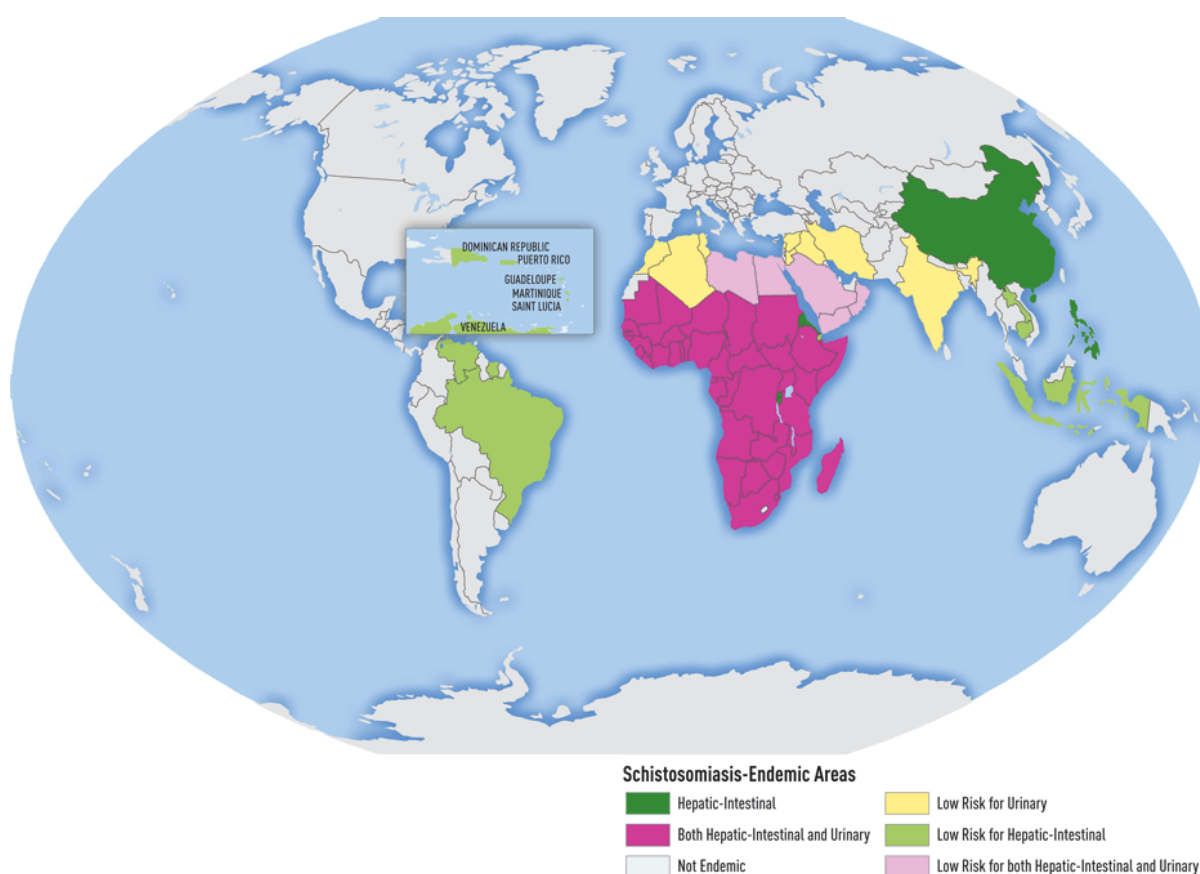 DOMINICAN REPUBLIC
PUERTO RICO
GUADELOUPE
MARTINIQUE
SAINT LUCIA
VENEZUELA
Schistosomiasis-Endemic Areas
Hepatic-Intestinal
Low Risk for Urinary
Both Hepatic-Intestinal and Urinary
Low Risk for Hepatic-Intestinal
Not Endemic
Low Risk for both Hepatic-Intestinal and Urinary